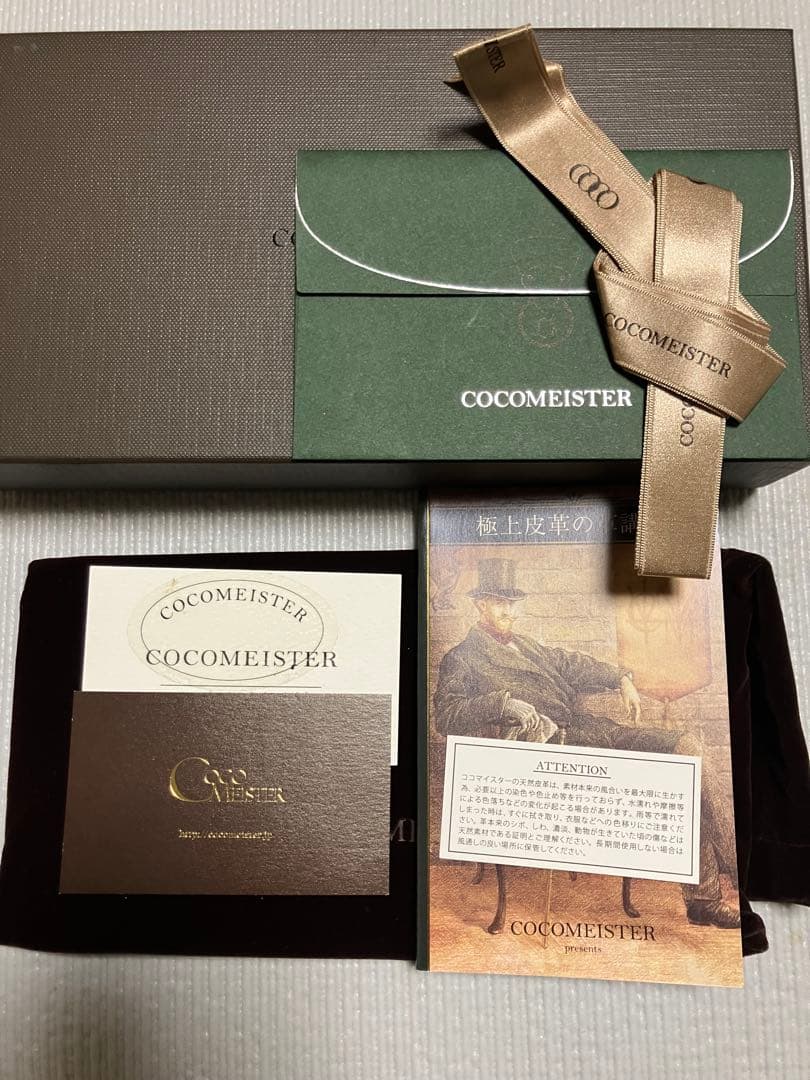 COCO
COCOMEISTER
COCOMEISTER
極上皮革の
COCOMEISTER
COCOMEISTER
COCO
MEISTER
http://cocomeister.jp
ATTENTION
ココマイスターの天然皮革は、素材本来の風合いを最大限に生かす
為、必要以上の染色や色止め等を行っておらず、水濡れや摩擦等
による色落ちなどの変化が起こる場合があります。雨等で濡れて
しまった時は、すぐに拭き取り、衣服などへの色移りにご注意くだ
さい。革本来のシボ、しわ、濃淡、動物が生きていた頃の傷などは
天然素材である証明とご理解ください。長期間使用しない場合は
風通しの良い場所に保管してください。
COCOMEISTER
presents